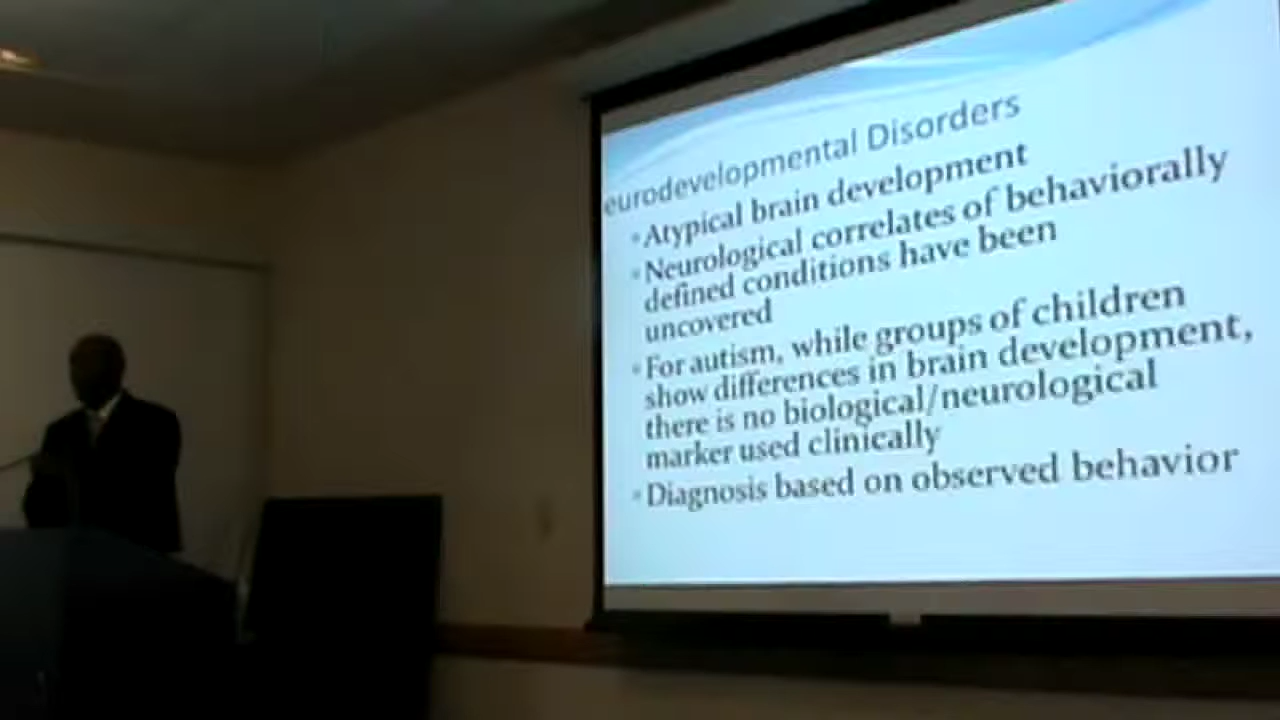 eurodevelopmental Disorders
Atypical brain development
Neurological correlates of behaviorally
defined conditions have been
uncovered
For autism, while groups of children
show differences in brain development,
there is no biological/neurological
marker used clinically
Diagnosis based on observed behavior